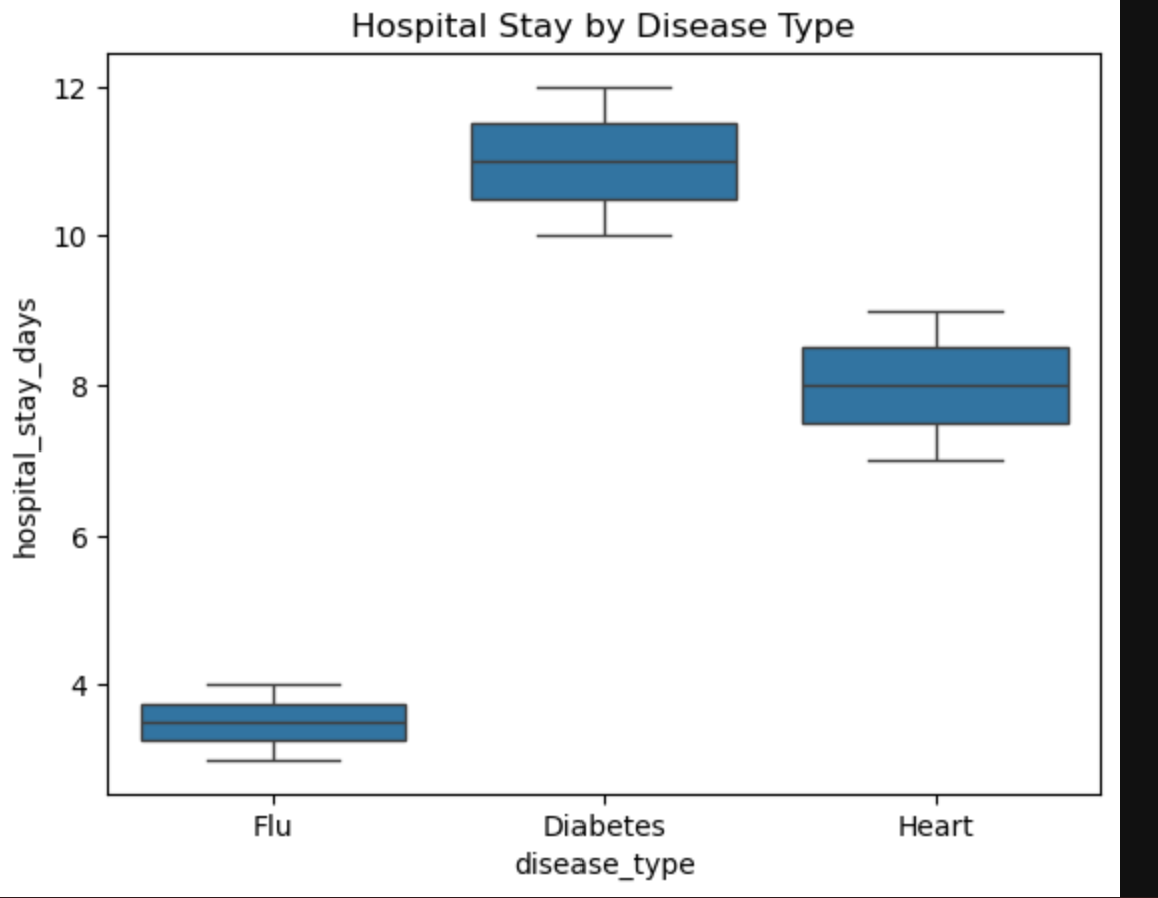 Hospital Stay by Disease Type
12
10
8
6
4
hospital_stay_days
Flu Diabetes Heart
disease_type